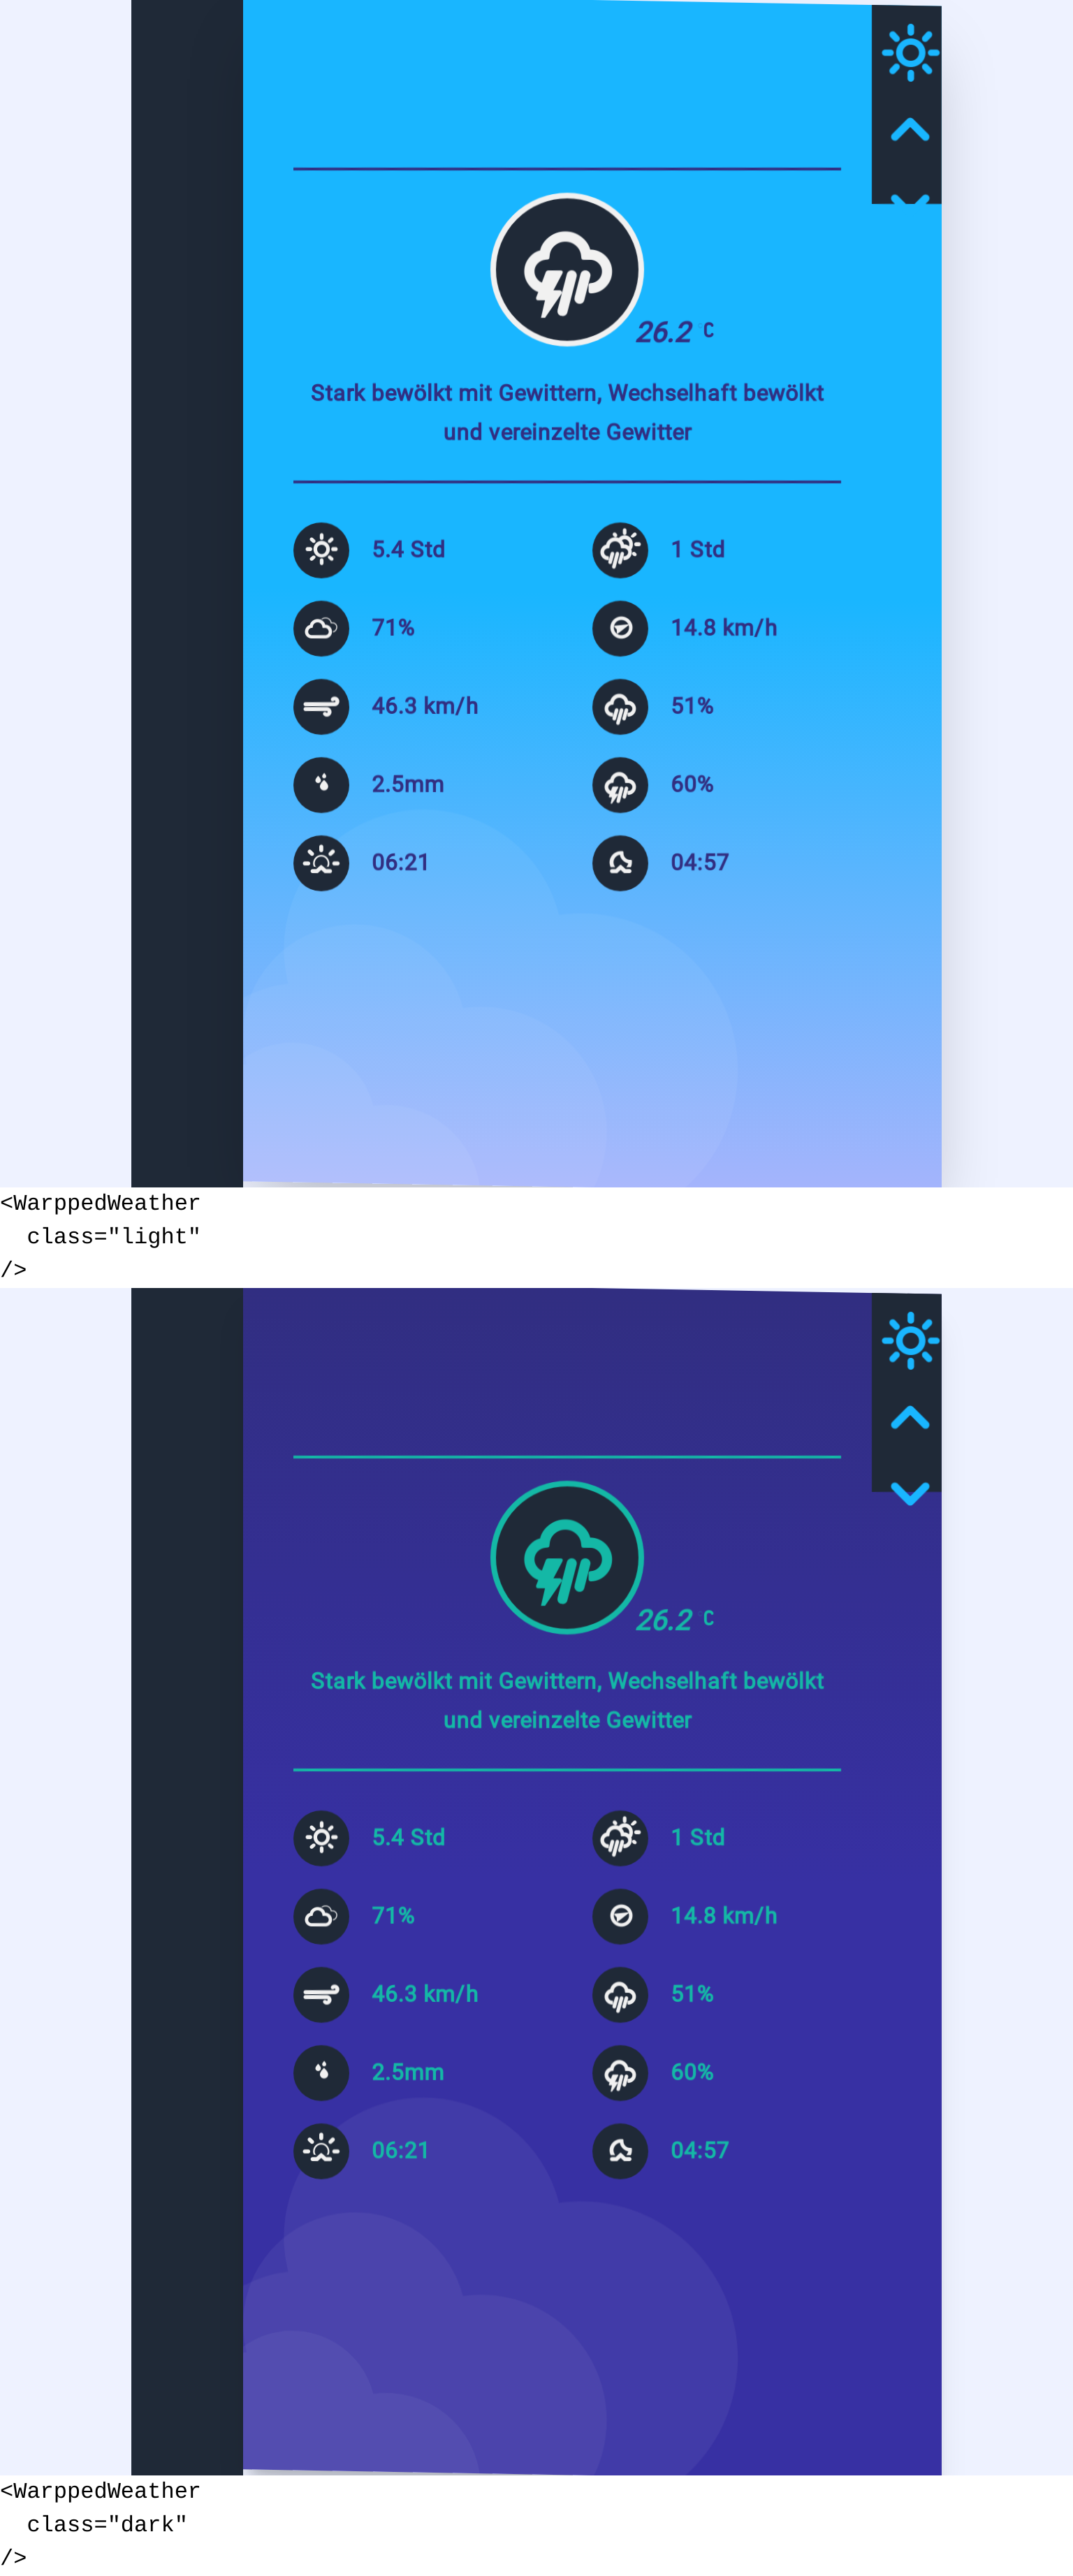 26.2 C
Stark bewölkt mit Gewittern, Wechselhaft bewölkt
und vereinzelte Gewitter
5.4 Std
1 Std
71%
14.8 km/h
46.3 km/h
51%
2.5mm
60%
06:21
04:57
<WarppedWeather
  class="light"
/>
26.2 C
Stark bewölkt mit Gewittern, Wechselhaft bewölkt
und vereinzelte Gewitter
5.4 Std
1 Std
71%
14.8 km/h
46.3 km/h
51%
2.5mm
60%
06:21
04:57
<WarppedWeather
  class="dark"
/>